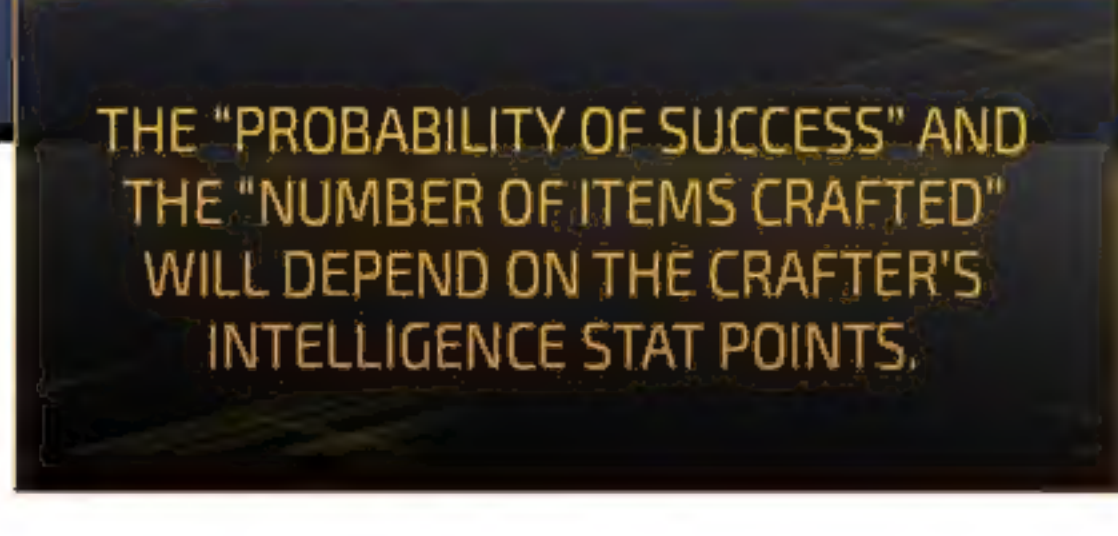 THE “PROBABILITY OF SUCCESS” AND
THE “NUMBER OF ITEMS CRAFTED”
WILL DEPEND ON THE CRAFTER'S
INTELLIGENCE STAT POINTS.